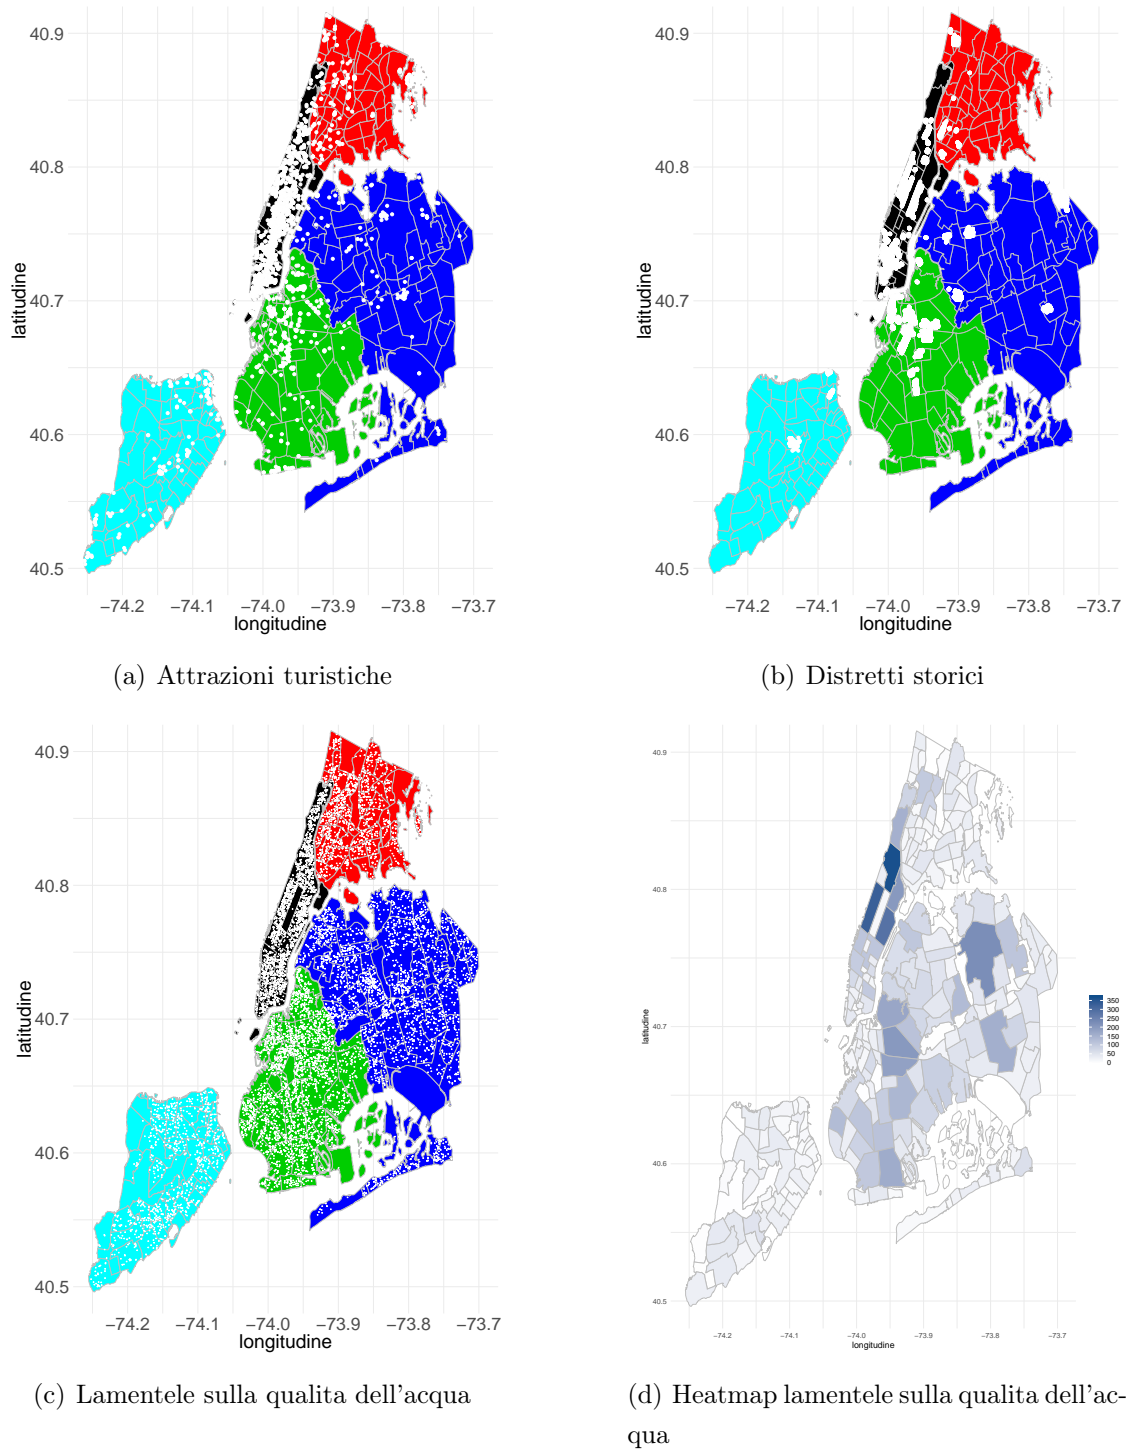 40.9
40.8
40.7
40.6
40.5
latitudine
−74.2 −74.1 −74.0 −73.9 −73.8 −73.7
longitudine
(a) Attrazioni turistiche
40.9
40.8
40.7
40.6
40.5
latitudine
−74.2 −74.1 −74.0 −73.9 −73.8 −73.7
longitudine
(b) Distretti storici
40.9
40.8
40.7
40.6
40.5
latitudine
−74.2 −74.1 −74.0 −73.9 −73.8 −73.7
longitudine
(c) Lamentele sulla qualita dell'acqua
40.9
40.8
40.7
40.6
40.5
latitudine
−74.2 −74.1 −74.0 −73.9 −73.8 −73.7
longitudine
350
300
250
200
150
100
50
0
(d) Heatmap lamentele sulla qualita dell'ac-
qua